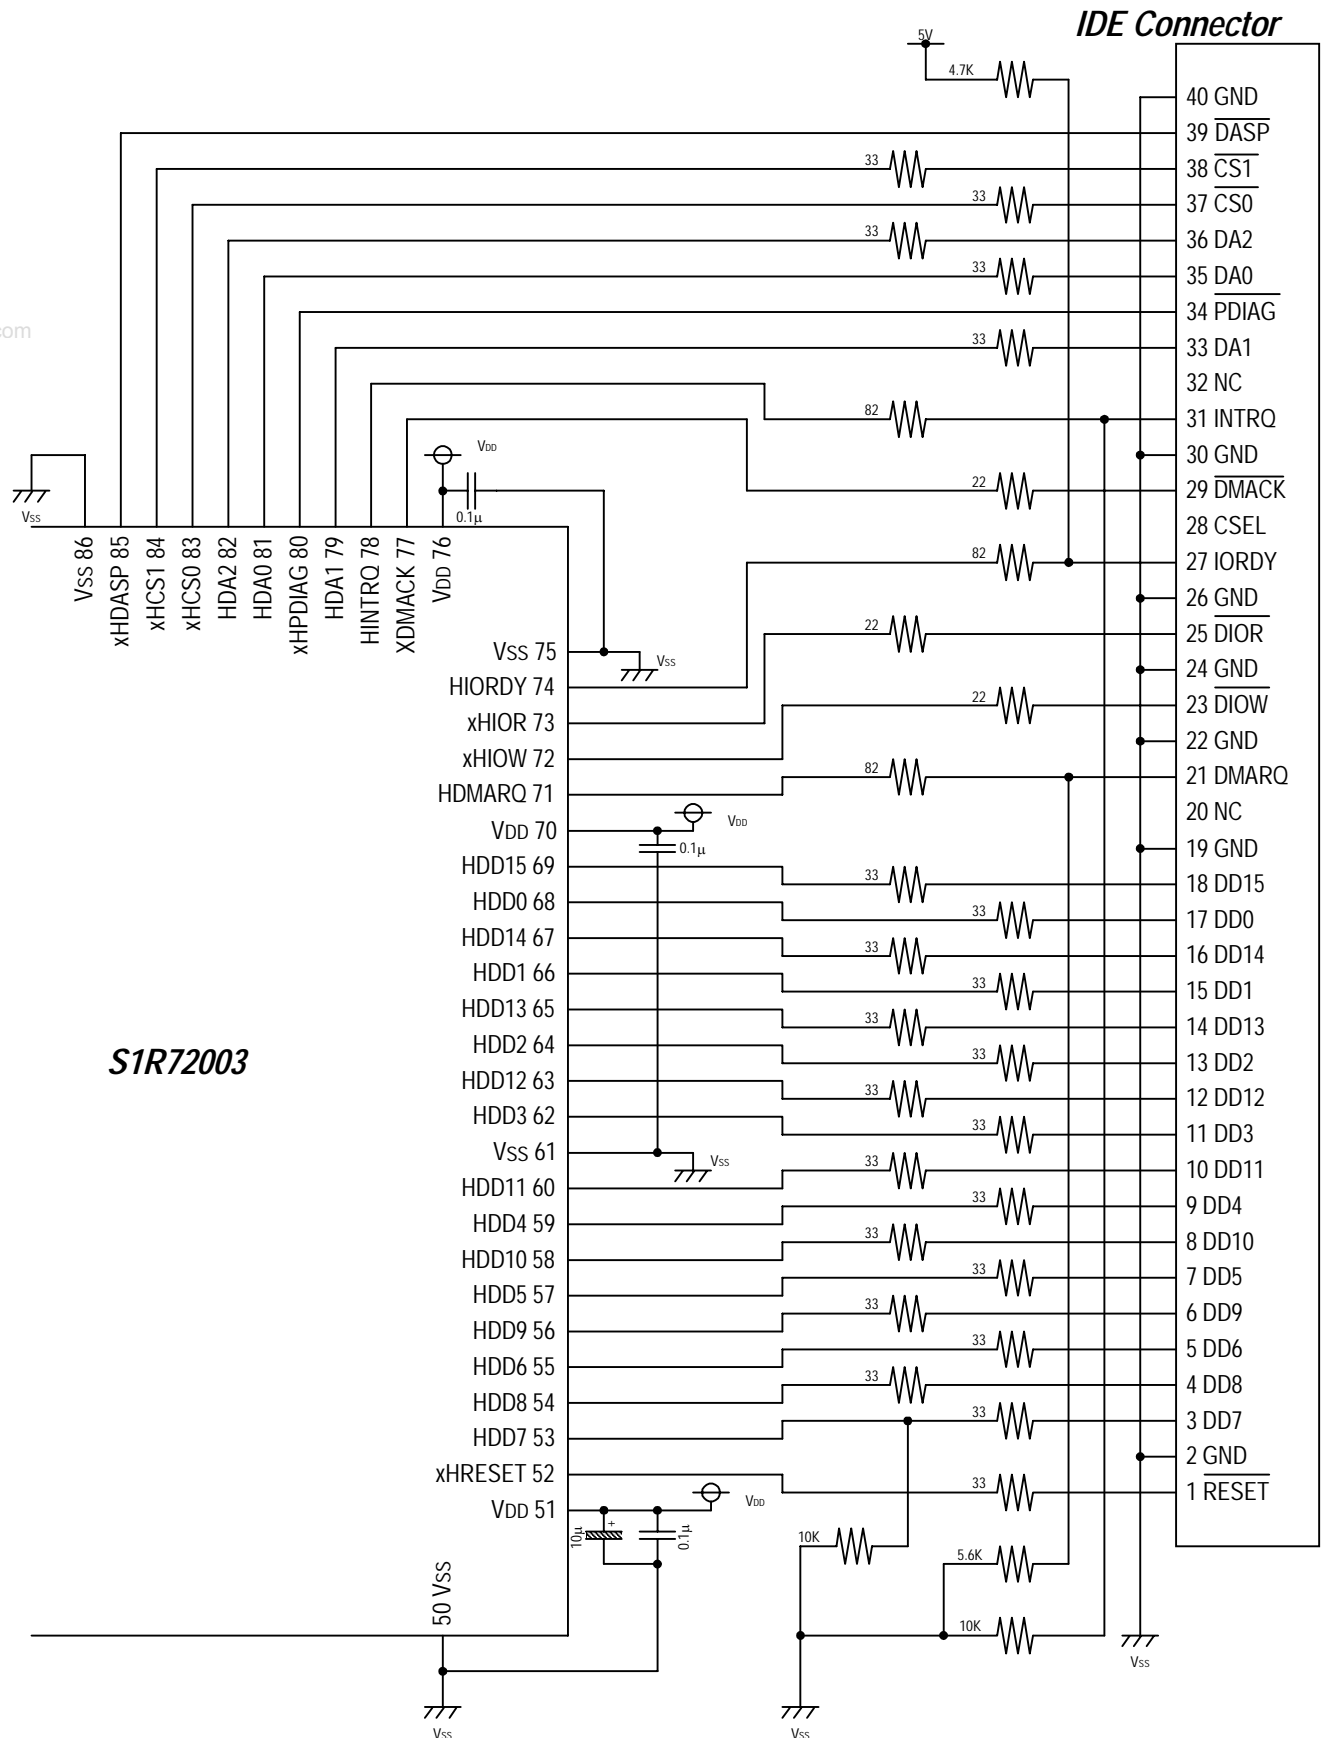 IDE Connector
5V
4.7K
40 GND
39 DASP
33
38 CS1
33
37 CS0
33
36 DA2
33
35 DA0
34 PDIAG
com
33
33 DA1
32 NC
82
31 INTRQ
VDD
30 GND
22
29 DMACK
0.1μ
Vss
28 CSEL
Vss 86
xHDASP 85
xHCS1 84
xHCS0 83
HDA2 82
HDA0 81
xHPDIAG 80
HDA1 79
HINTRQ 78
XDMACK 77
VDD 76
82
27 IORDY
26 GND
22
25 DIOR
Vss 75
Vss
24 GND
HIORDY 74
22
23 DIOW
xHIOR 73
22 GND
xHIOW 72
82
21 DMARQ
HDMARQ 71
20 NC
VDD 70
VDD
0.1μ
19 GND
HDD15 69
33
18 DD15
HDD0 68
33
17 DD0
HDD14 67
33
16 DD14
HDD1 66
33
15 DD1
HDD13 65
33
14 DD13
S1R72003
HDD2 64
33
13 DD2
HDD12 63
33
12 DD12
HDD3 62
33
11 DD3
Vss 61
Vss
33
10 DD11
HDD11 60
33
9 DD4
HDD4 59
33
8 DD10
HDD10 58
33
7 DD5
HDD5 57
33
6 DD9
HDD9 56
33
5 DD6
HDD6 55
33
4 DD8
HDD8 54
33
3 DD7
HDD7 53
2 GND
xHRESET 52
33
1 RESET
VDD 51
VDD
10μ
+
0.1μ
10K
5.6K
50 Vss
10K
Vss
Vss
Vss